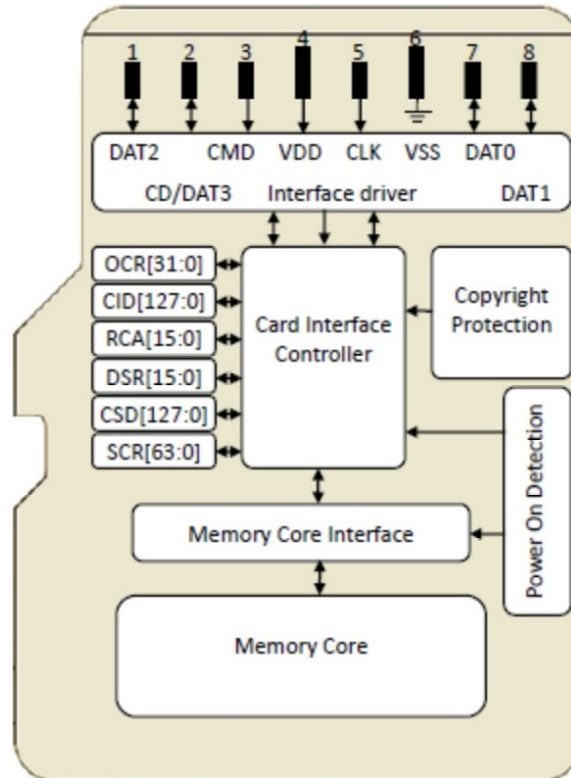 1 2 3 4 5 6 7 8
DAT2 CMD VDD CLK VSS DAT0
CD/DAT3 Interface driver DAT1
OCR[31:0]
CID[127:0]
RCA[15:0]
DSR[15:0]
CSD[127:0]
SCR[63:0]
Card Interface
Controller
Copyright
Protection
Power On Detection
Memory Core Interface
Memory Core